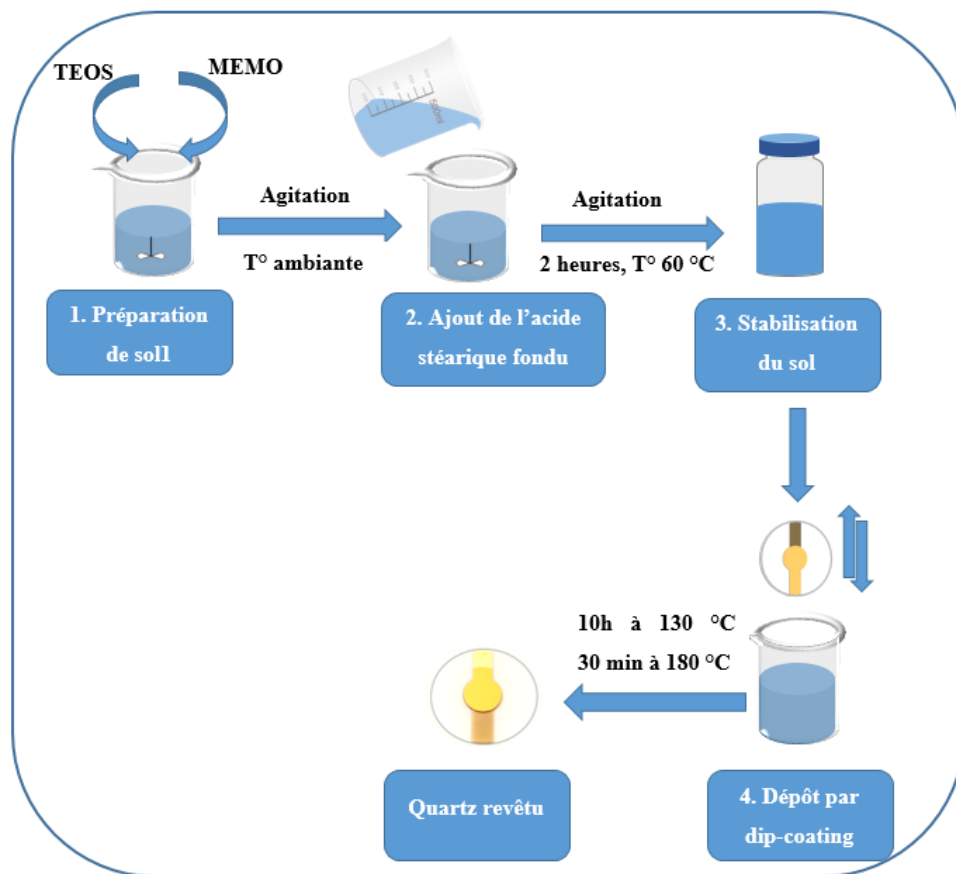 TEOS
MEMO
Agitation
T° ambiante
Agitation
2 heures, T° 60 °C
1. Préparation
de sol1
2. Ajout de l'acide
stéarique fondu
3. Stabilisation
du sol
10h à 130 °C
30 min à 180 °C
Quartz revêtu
4. Dépôt par
dip-coating